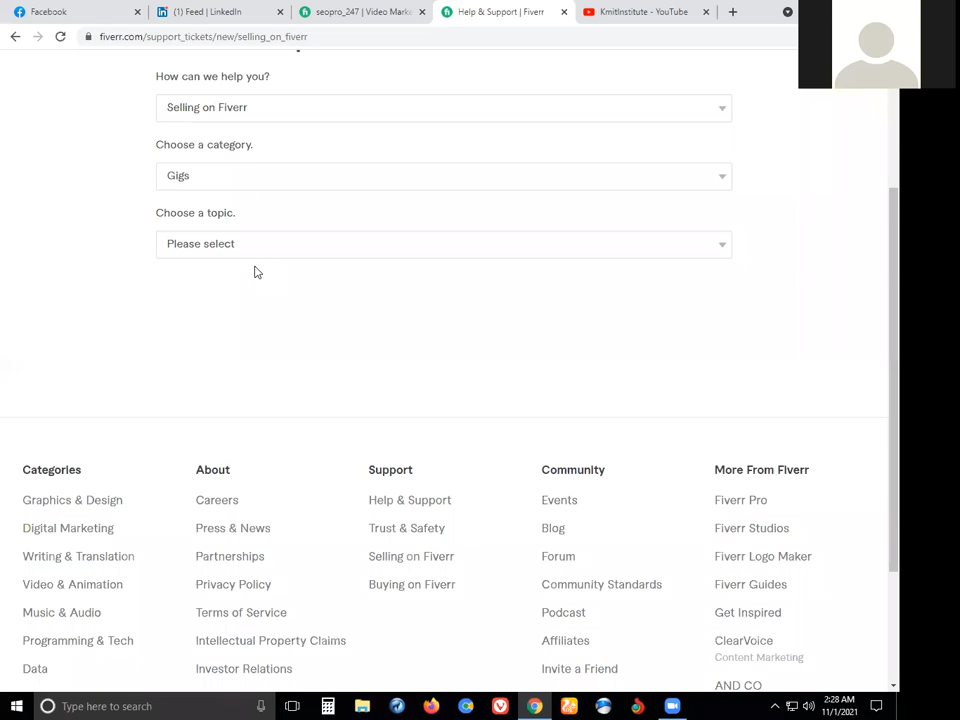 Facebook
(1) Feed | LinkedIn
seopro_247 | Video Marke
Help & Support | Fiverr
KmitInstitute - YouTube
fiverr.com/support_tickets/new/selling_on_fiverr
How can we help you?
Selling on Fiverr
Choose a category.
Gigs
Choose a topic.
Please select
Categories
Graphics & Design
Digital Marketing
Writing & Translation
Video & Animation
Music & Audio
Programming & Tech
Data
About
Careers
Press & News
Partnerships
Privacy Policy
Terms of Service
Intellectual Property Claims
Investor Relations
Support
Help & Support
Trust & Safety
Selling on Fiverr
Buying on Fiverr
Community
Events
Blog
Forum
Community Standards
Podcast
Affiliates
Invite a Friend
More From Fiverr
Fiverr Pro
Fiverr Studios
Fiverr Logo Maker
Fiverr Guides
Get Inspired
ClearVoice
Content Marketing
AND CO
Type here to search
2:28 AM
11/1/2021